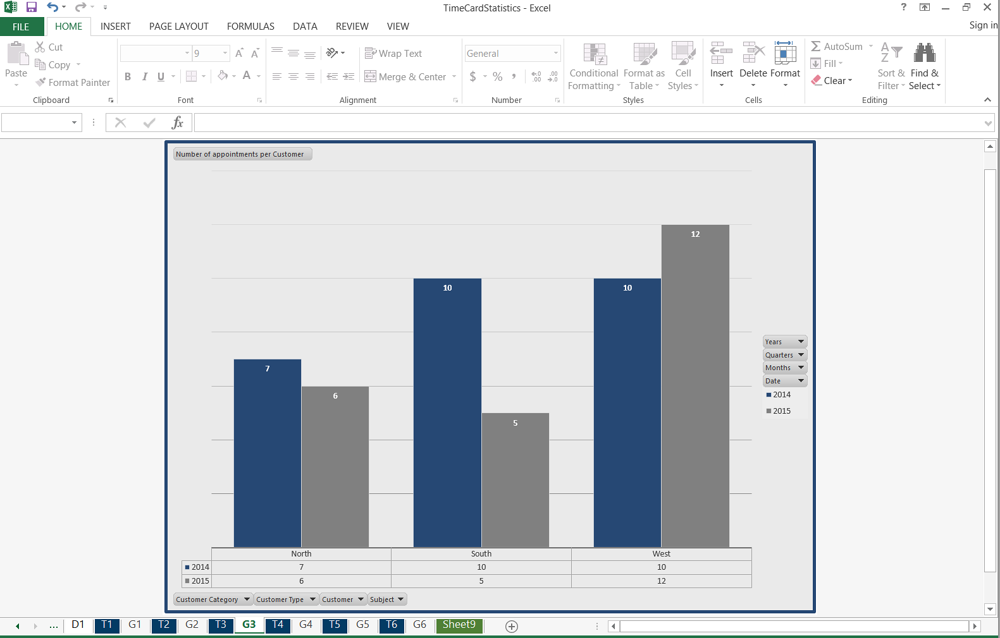 TimeCardStatistics - Excel
?
Sign in
FILE HOME INSERT PAGE LAYOUT FORMULAS DATA REVIEW VIEW
Paste
Cut
Copy
Format Painter
Clipboard
9
A A
B I U A
Font
Wrap Text
Merge & Center
Alignment
General
$ % , .00 .00
Number
Conditional Formatting
Format as Table
Cell Styles
Styles
Insert Delete Format
Cells
AutoSum
Fill
Clear
Sort & Filter
Find & Select
Editing
fx
Number of appointments per Customer
12
10 10
7
6
5
Years
Quarters
Months
Date
2014
2015
North South West
2014 7 10 10
2015 6 5 12
Customer Category Customer Type Customer Subject
... D1 T1 G1 T2 G2 T3 G3 T4 G4 T5 G5 T6 G6 Sheet9